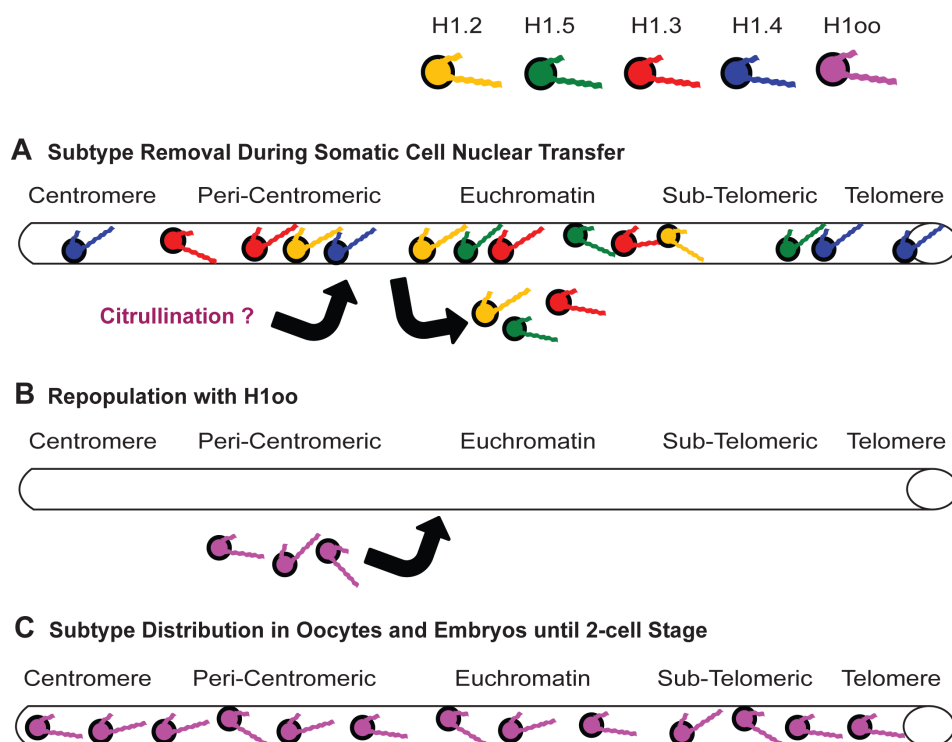 H1.2 H1.5 H1.3 H1.4 H1oo
A Subtype Removal During Somatic Cell Nuclear Transfer
Centromere Peri-Centromeric Euchromatin Sub-Telomeric Telomere
Citrullination ?
B Repopulation with H1oo
Centromere Peri-Centromeric Euchromatin Sub-Telomeric Telomere
C Subtype Distribution in Oocytes and Embryos until 2-cell Stage
Centromere Peri-Centromeric Euchromatin Sub-Telomeric Telomere